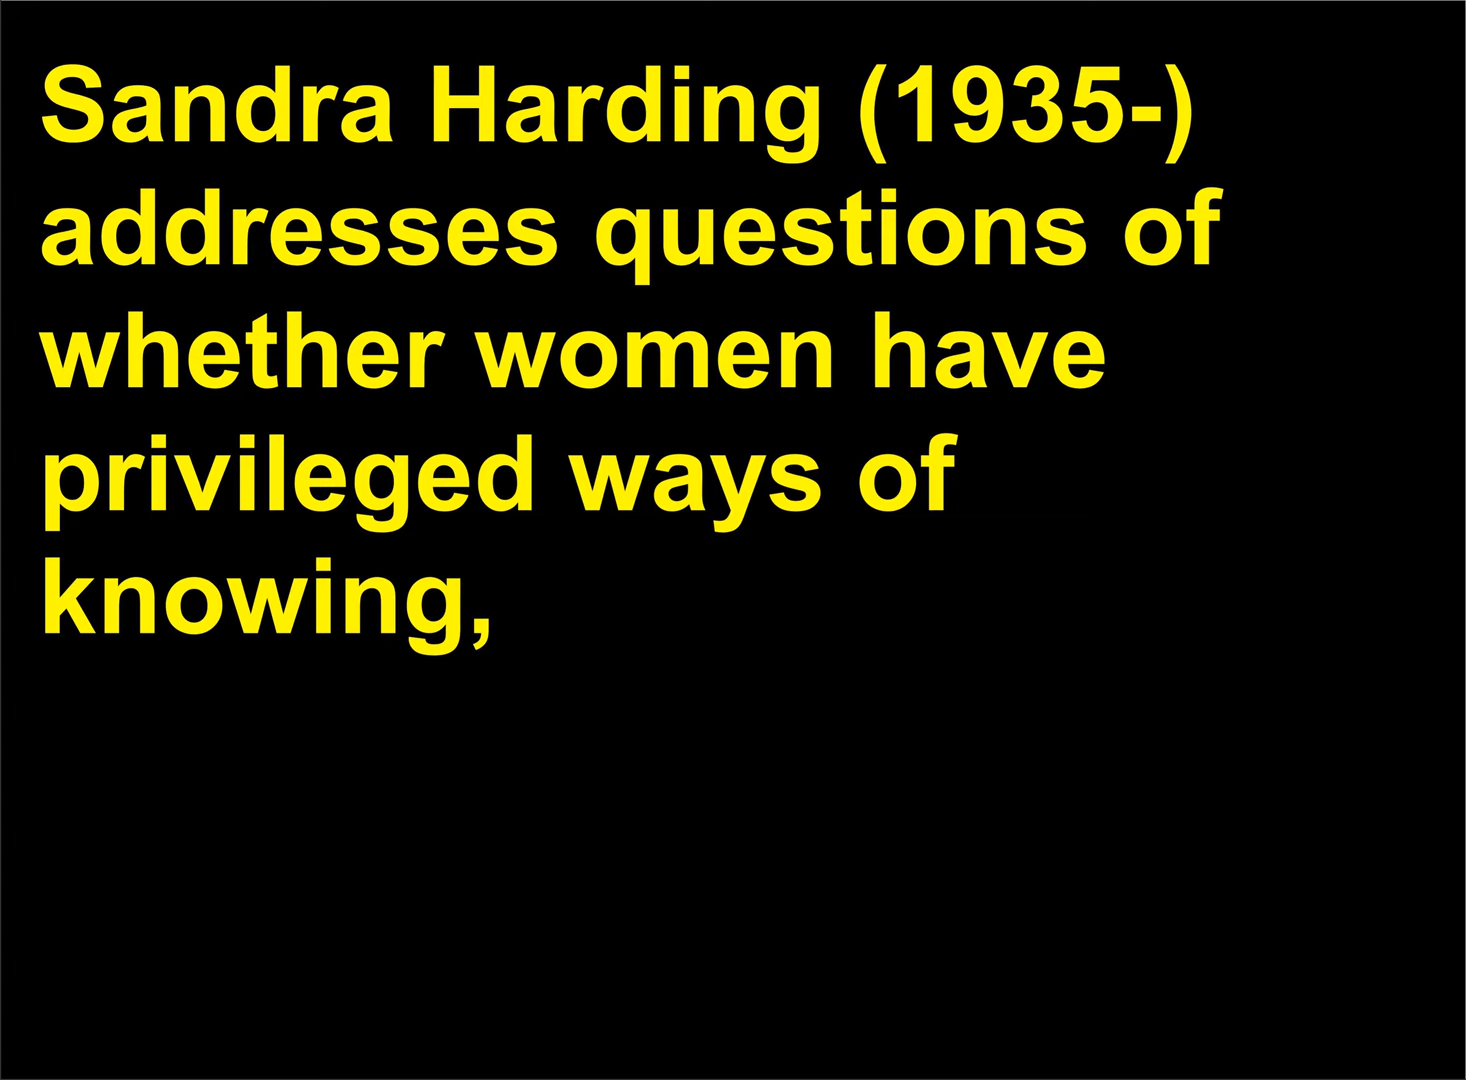 Sandra Harding (1935-)
addresses questions of
whether women have
privileged ways of
knowing,